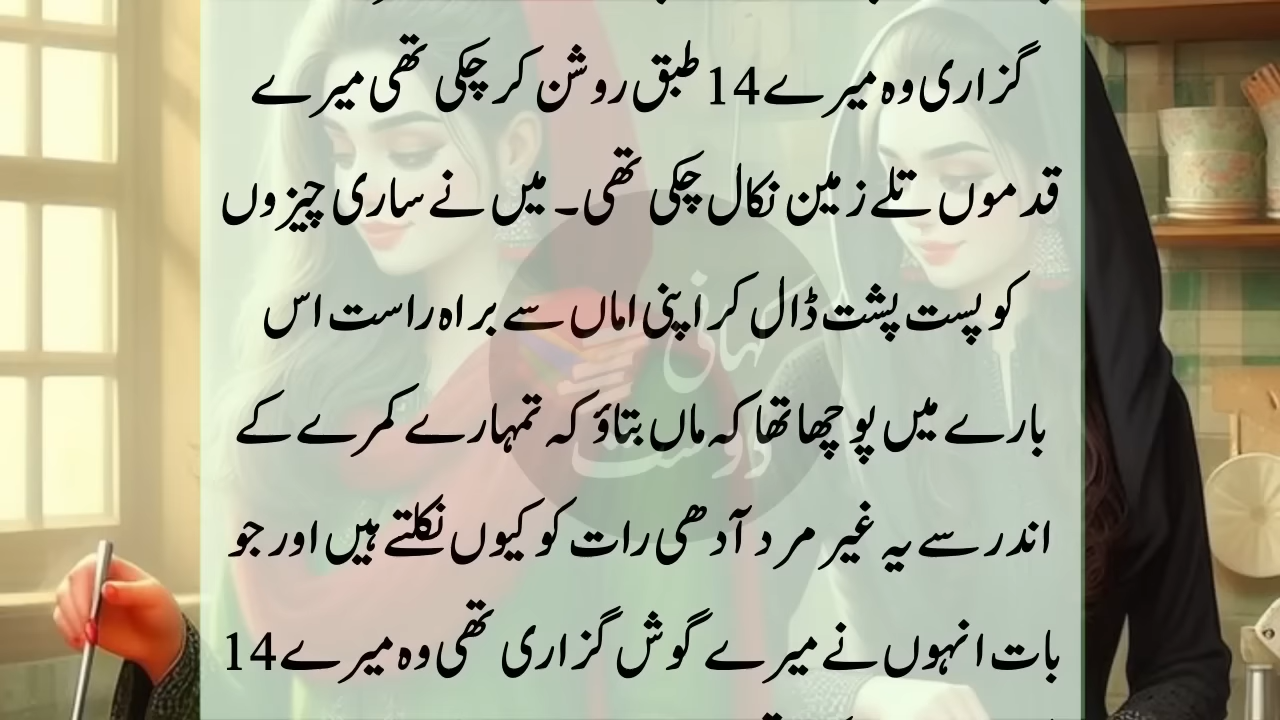 گزاری وہ میرے 14 طبق روشن کر چکی تھی میرے
قدموں تلے زمین نکال چکی تھی۔ میں نے ساری چیزوں
کو پست پشت ڈال کر اپنی اماں سے براہ راست اس
بارے میں پوچھا تھا کہ ماں بتاؤ کہ تمہارے کمرے کے
اندر سے یہ غیر مرد آدھی رات کو کیوں نکلتے ہیں اور جو
بات انہوں نے میرے گوش گزاری تھی وہ میرے 14
کہانی
دوست